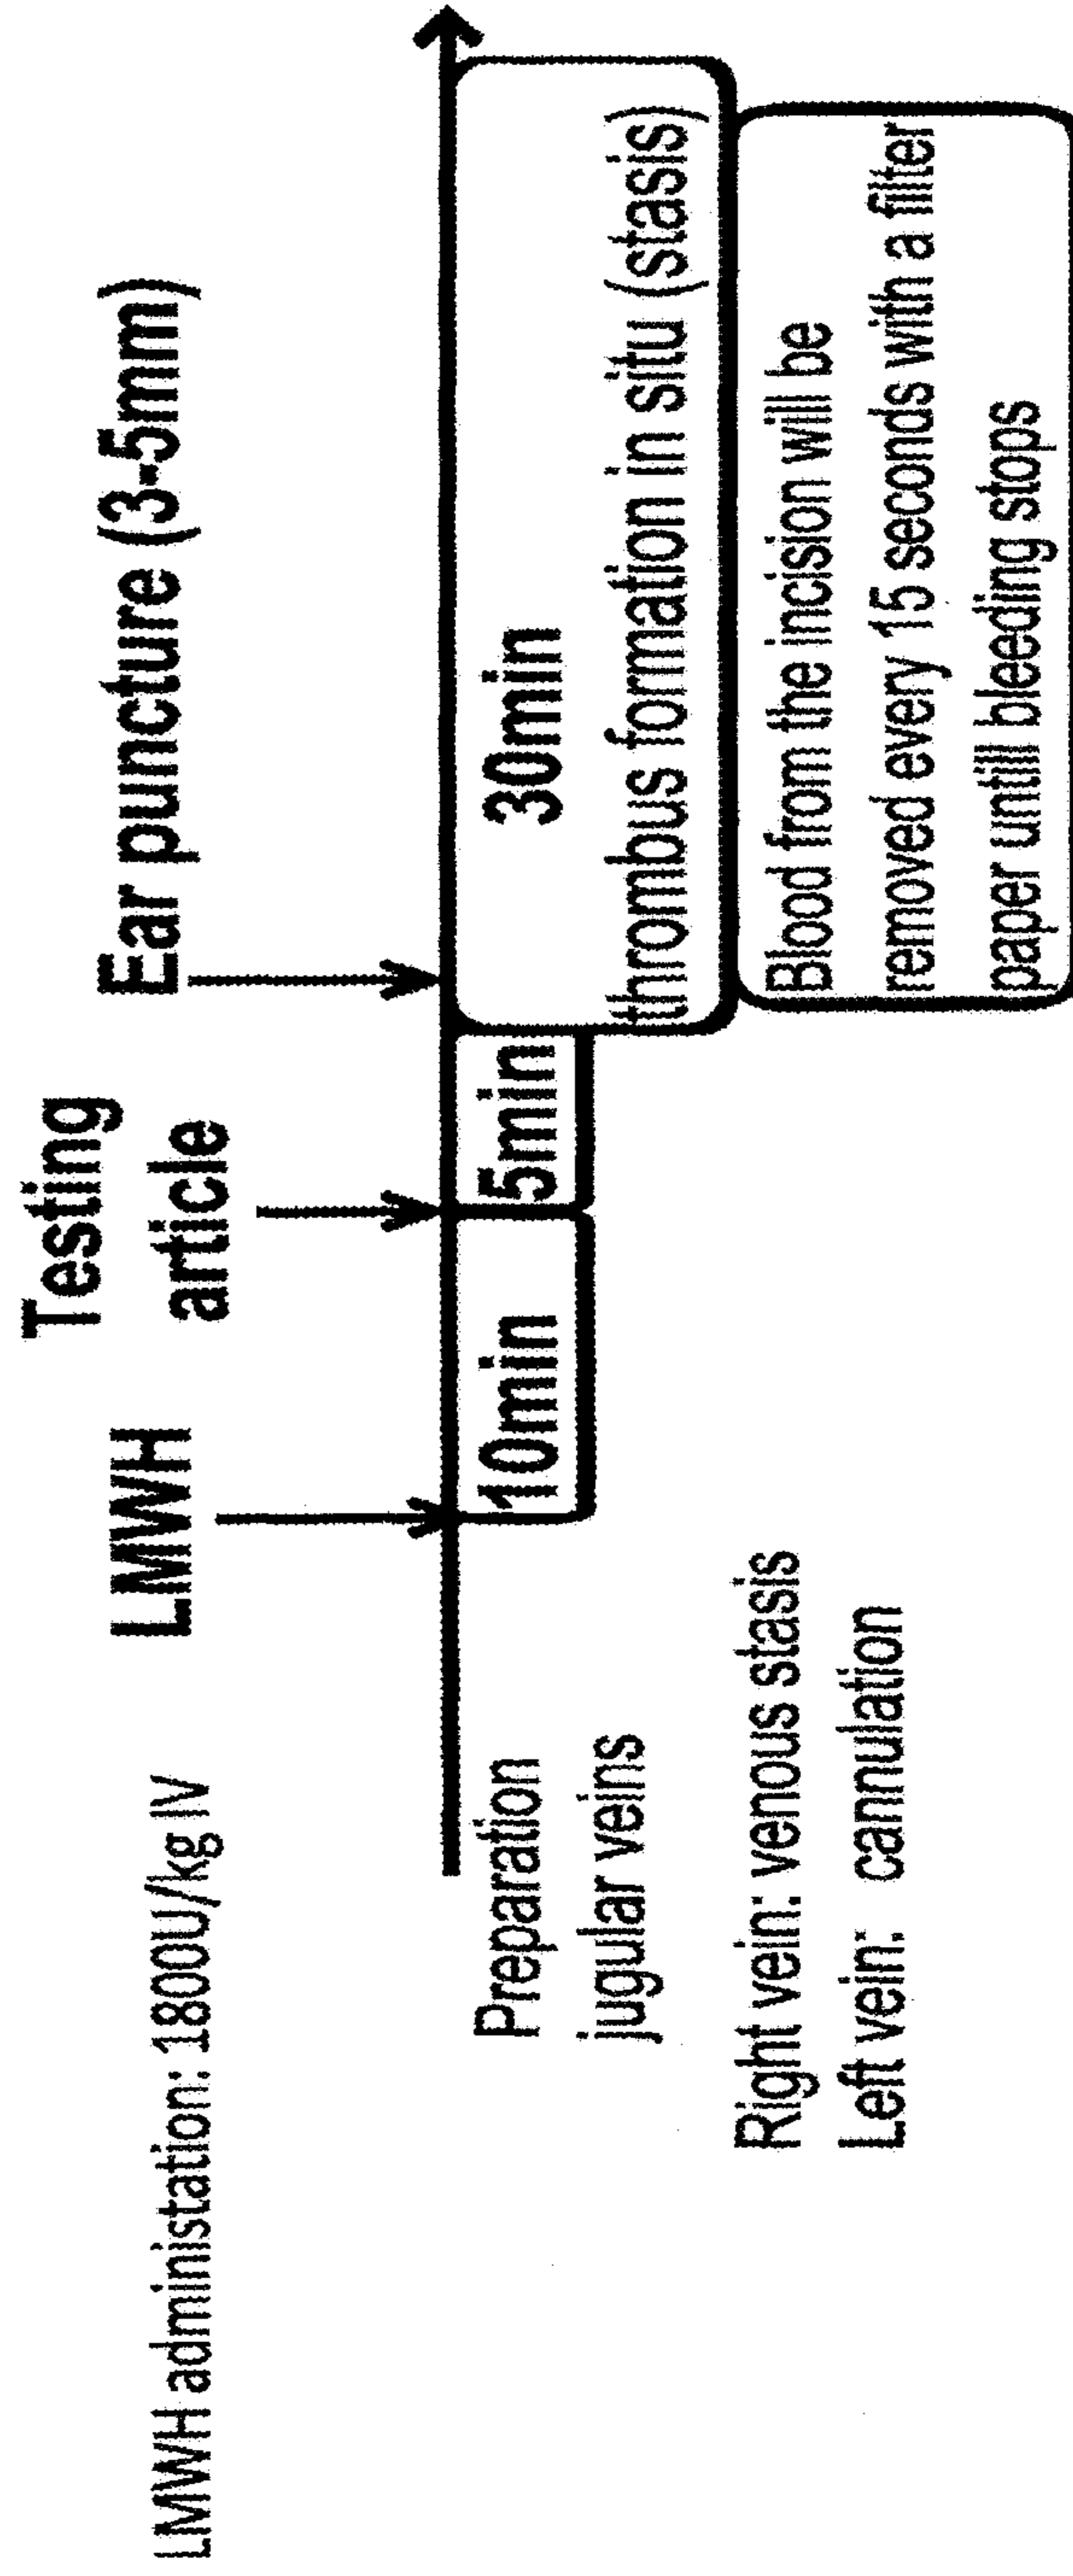 LMWH administation: 1800U/kg IV
LMWH
Testing
article
Ear puncture (3-5mm)
10min
5min
30min
thrombus formation in situ (stasis)
Preparation
jugular veins
Right vein: venous stasis
Left vein: cannulation
Blood from the incision will be
removed every 15 seconds with a filter
paper untill bleeding stops